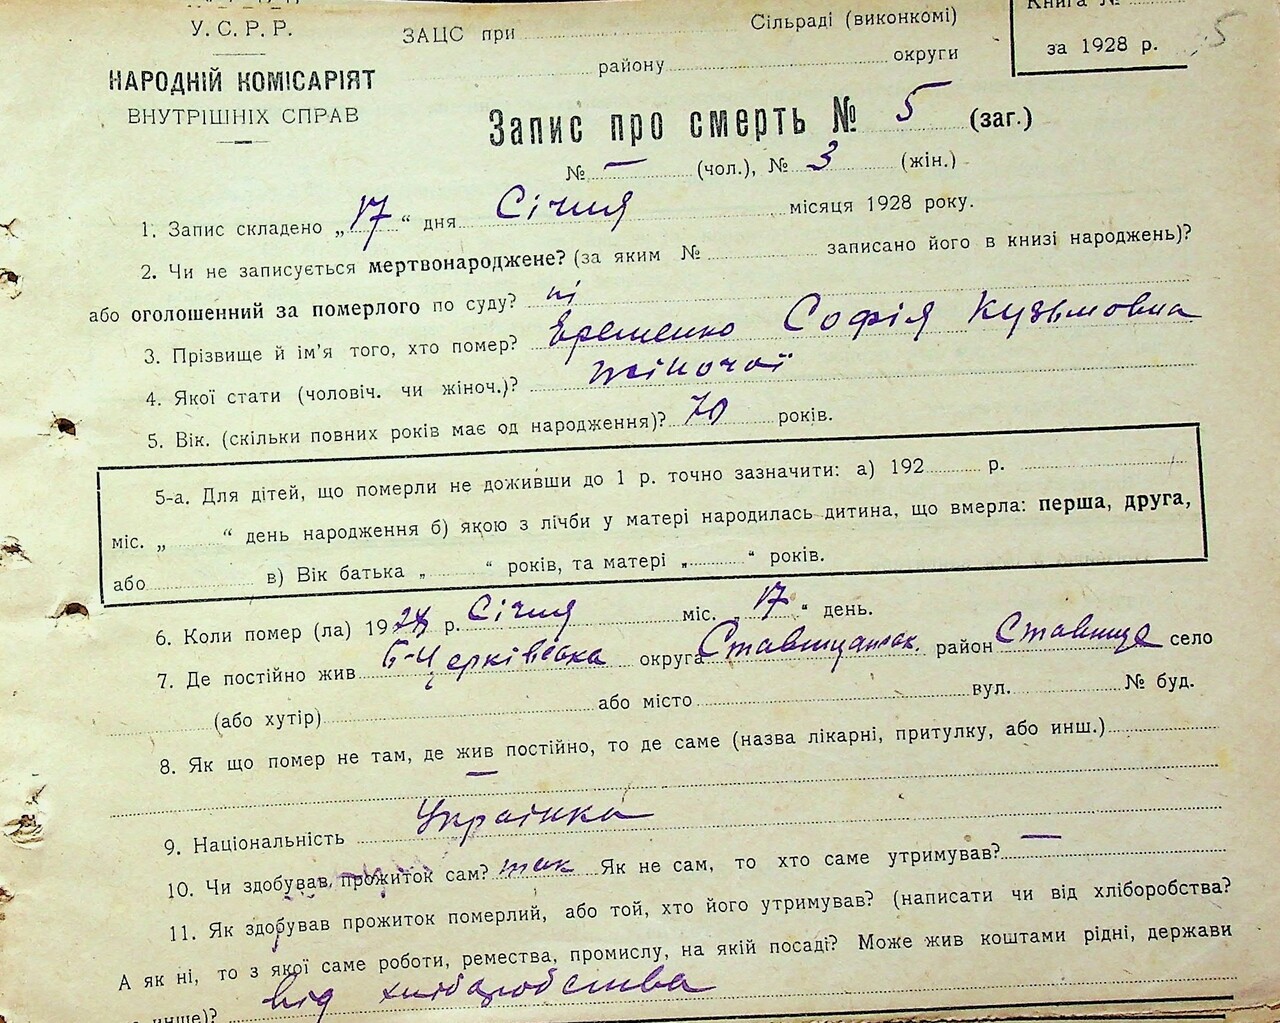 У. С. Р. Р.
НАРОДНІЙ КОМІСАРІЯТ
ВНУТРІШНІХ СПРАВ
ЗАЦС при Сільраді (виконкомі)
району округи
Книга №
за 1928 р.
5
Запис про смерть № 5 (заг.)
№ — (чол.), № 3 (жін.)
1. Запис складено „17“ дня Січня місяця 1928 року.
2. Чи не записується мертвонароджене? (за яким № записано його в книзі народжень)?
або оголошенний за померлого по суду? ні
3. Прізвище й ім'я того, хто помер? Єременко Софія Кузьмовна
4. Якої стати (чоловіч. чи жіноч.)? жіночої
5. Вік. (скільки повних років має од народження)? 70 років.
5-а. Для дітей, що померли не доживши до 1 р. точно зазначити: а) 192 р.
міс. „ “ день народження б) якою з лічби у матері народилась дитина, що вмерла: перша, друга,
або в) Вік батька „ “ років, та матері „ “ років.
6. Коли помер (ла) 1928 р. Січня міс. „17“ день.
7. Де постійно жив Б-Черківська округа Ставищанськ. район Ставище село
(або хутір) або місто вул. № буд.
8. Як що помер не там, де жив постійно, то де саме (назва лікарні, притулку, або инш.)
—
9. Національність Українка
10. Чи здобував прожиток сам? так Як не сам, то хто саме утримував? —
11. Як здобував прожиток померлий, або той, хто його утримував? (написати чи від хліборобства?
А як ні, то з якої саме роботи, ремества, промислу, на якій посаді? Може жив коштами рідні, держави
инше)? від хліборобства